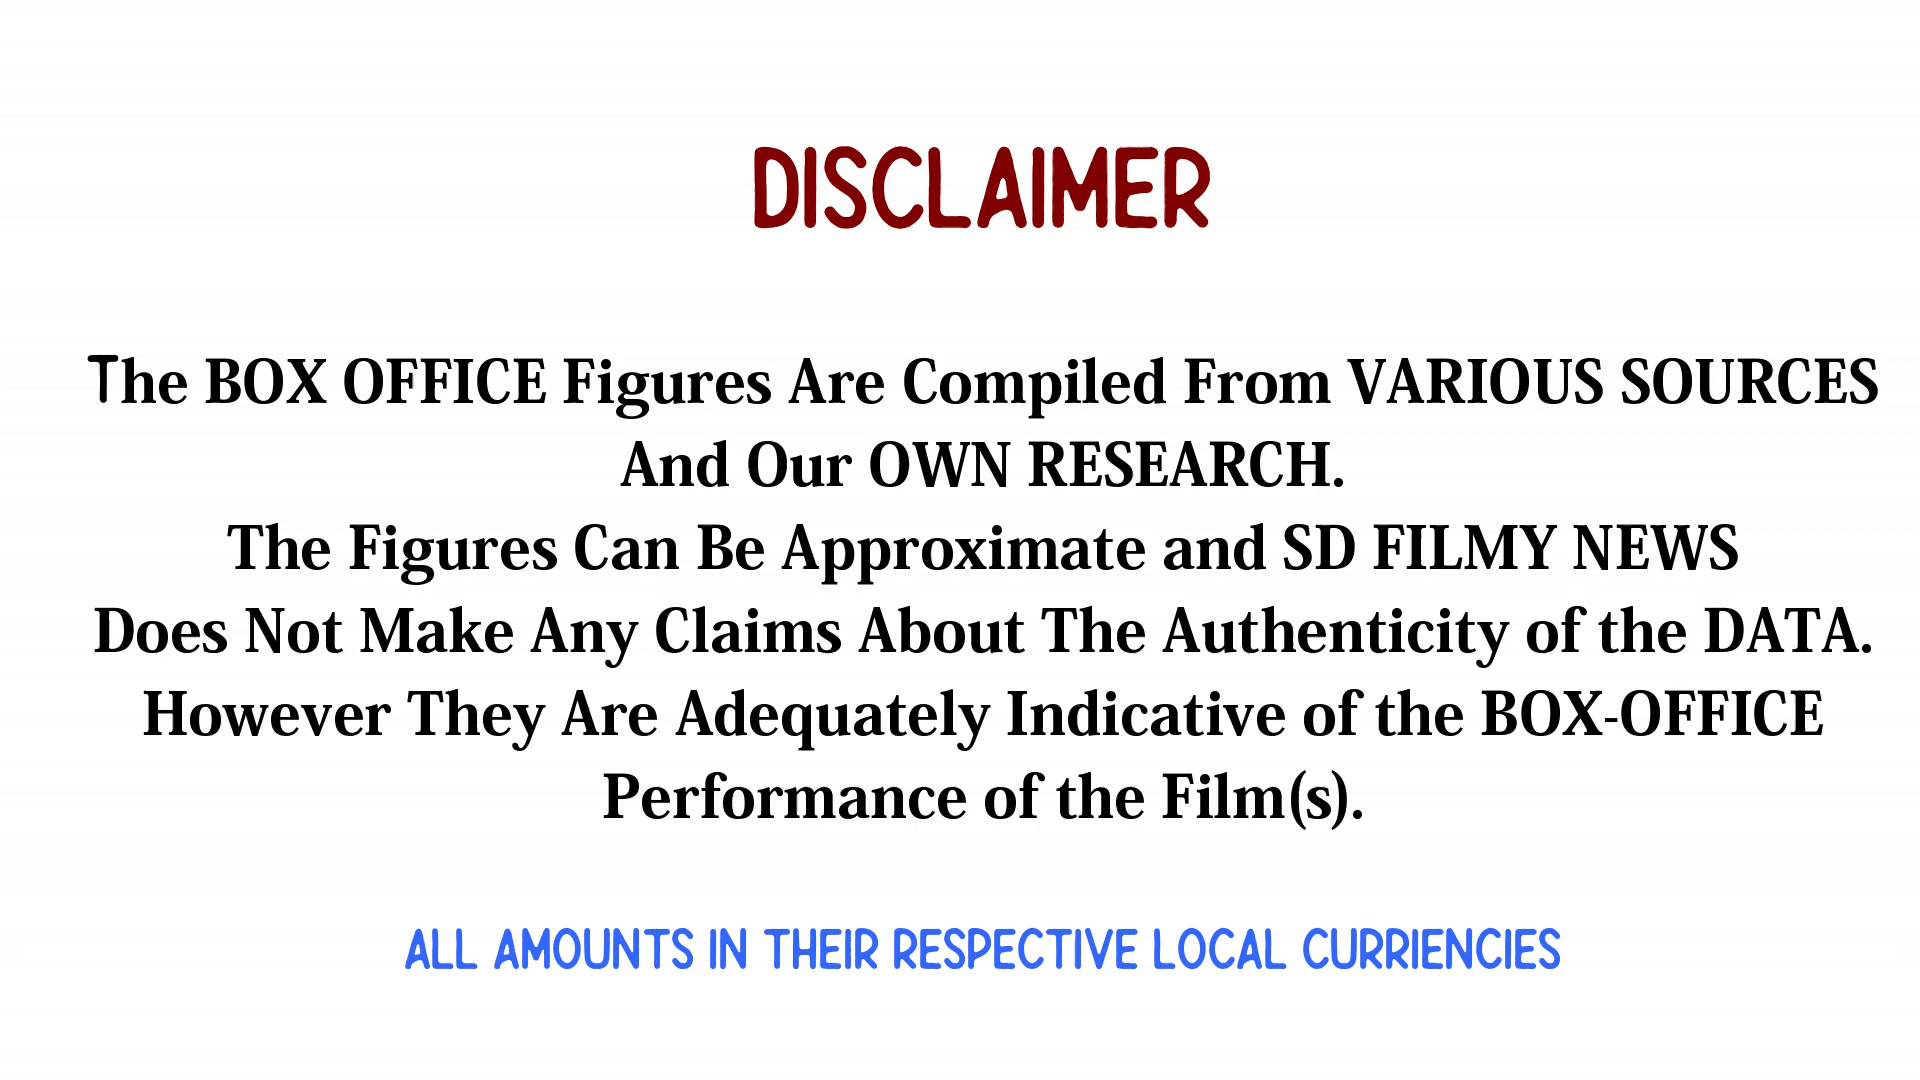 DISCLAIMER
The BOX OFFICE Figures Are Compiled From VARIOUS SOURCES
And Our OWN RESEARCH.
The Figures Can Be Approximate and SD FILMY NEWS
Does Not Make Any Claims About The Authenticity of the DATA.
However They Are Adequately Indicative of the BOX-OFFICE
Performance of the Film(s).
ALL AMOUNTS IN THEIR RESPECTIVE LOCAL CURRIENCIES